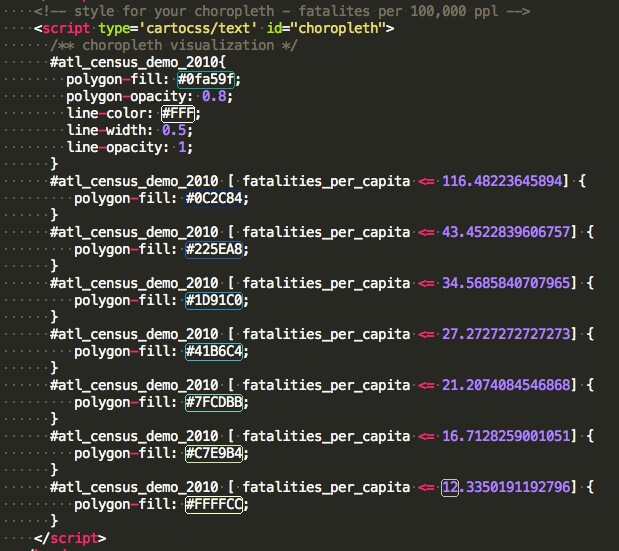 <!-- style for your choropleth - fatalites per 100,000 ppl -->
<script type='cartocss/text' id="choropleth">
/** choropleth visualization */
#atl_census_demo_2010{
polygon-fill: #0fa59f;
polygon-opacity: 0.8;
line-color: #FFF;
line-width: 0.5;
line-opacity: 1;
}
#atl_census_demo_2010 [ fatalities_per_capita <= 116.48223645894] {
polygon-fill: #0C2C84;
}
#atl_census_demo_2010 [ fatalities_per_capita <= 43.4522839606757] {
polygon-fill: #225EA8;
}
#atl_census_demo_2010 [ fatalities_per_capita <= 34.5685840707965] {
polygon-fill: #1D91C0;
}
#atl_census_demo_2010 [ fatalities_per_capita <= 27.2727272727273] {
polygon-fill: #41B6C4;
}
#atl_census_demo_2010 [ fatalities_per_capita <= 21.2074084546868] {
polygon-fill: #7FCDBB;
}
#atl_census_demo_2010 [ fatalities_per_capita <= 16.7128259001051] {
polygon-fill: #C7E9B4;
}
#atl_census_demo_2010 [ fatalities_per_capita <= 12.3350191192796] {
polygon-fill: #FFFFCC;
}
</script>